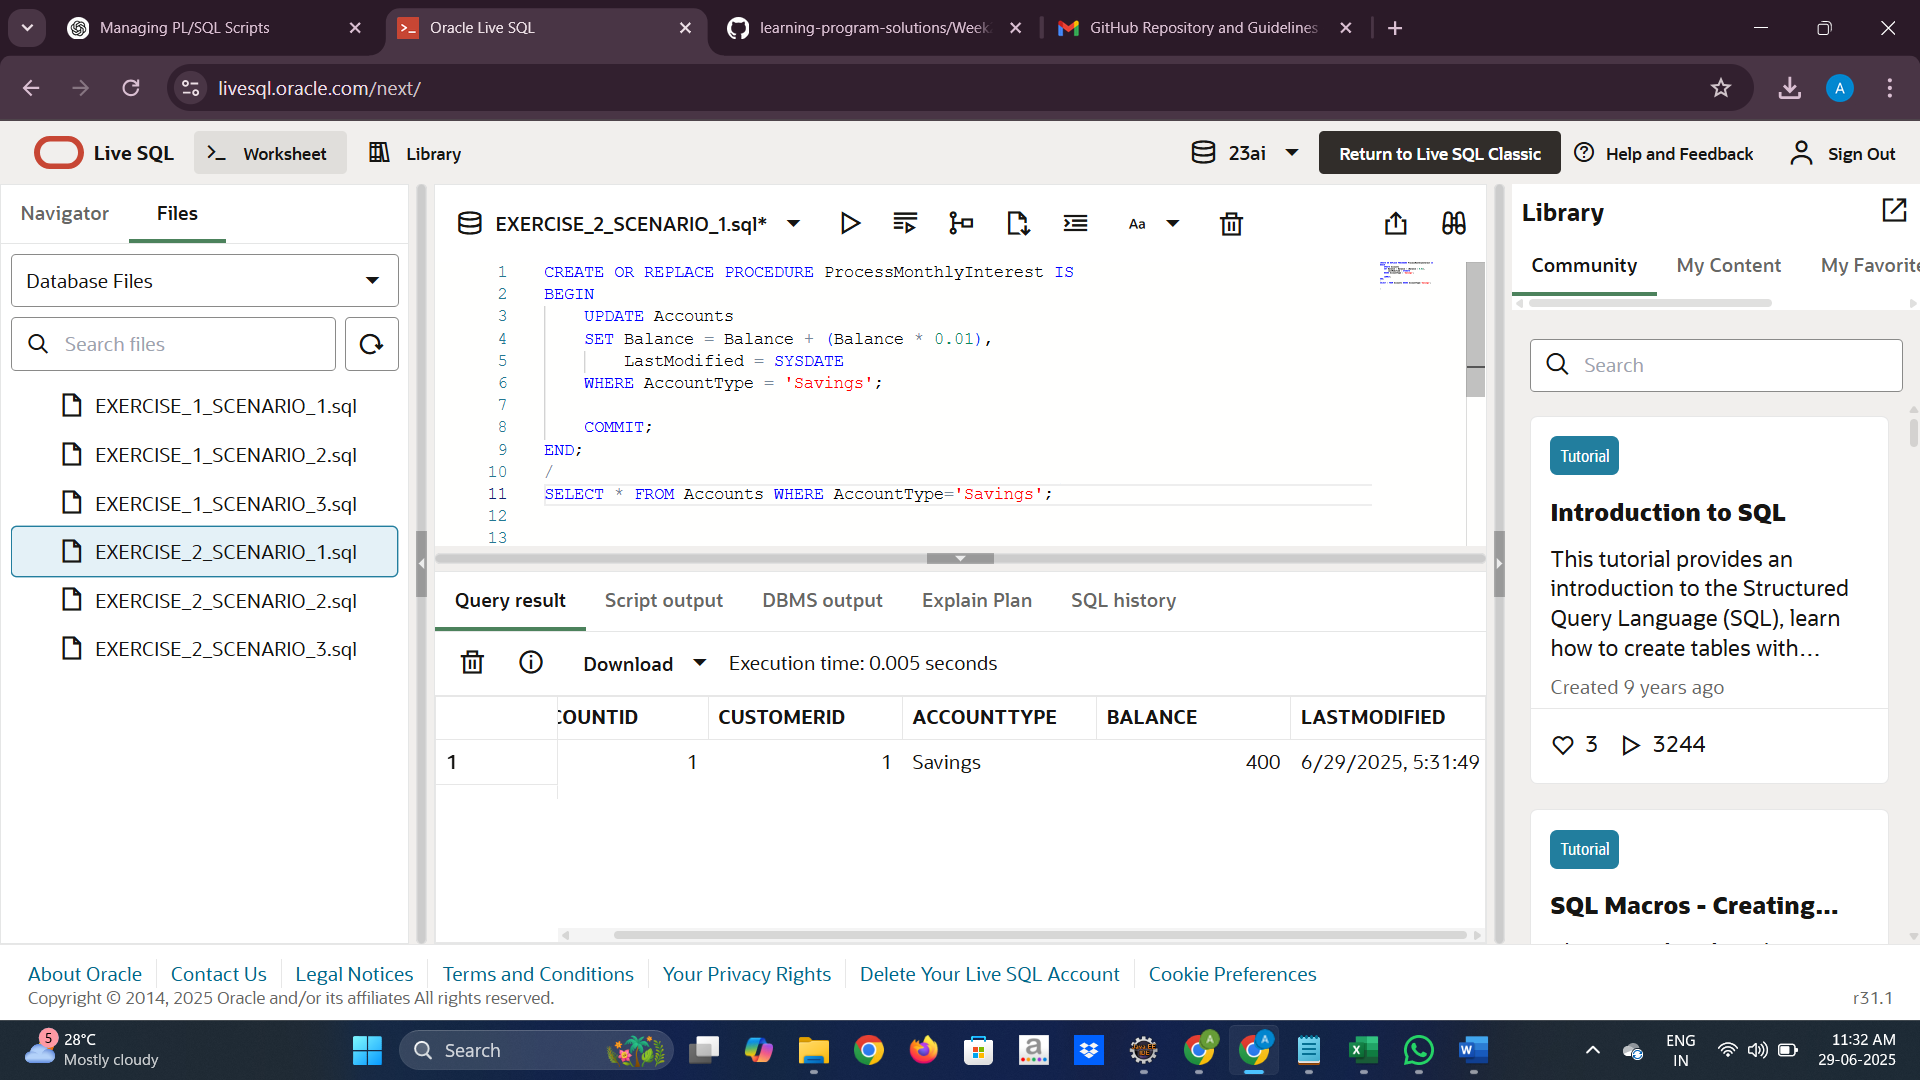 Managing PL/SQL Scripts
Oracle Live SQL
learning-program-solutions/Week
GitHub Repository and Guidelines
livesql.oracle.com/next/
A
Live SQL
Worksheet
Library
23ai
Return to Live SQL Classic
Help and Feedback
Sign Out
Navigator
Files
Database Files
Search files
EXERCISE_1_SCENARIO_1.sql
EXERCISE_1_SCENARIO_2.sql
EXERCISE_1_SCENARIO_3.sql
EXERCISE_2_SCENARIO_1.sql
EXERCISE_2_SCENARIO_2.sql
EXERCISE_2_SCENARIO_3.sql
EXERCISE_2_SCENARIO_1.sql*
Aa
1 CREATE OR REPLACE PROCEDURE ProcessMonthlyInterest IS
2 BEGIN
3 UPDATE Accounts
4 SET Balance = Balance + (Balance * 0.01),
5 LastModified = SYSDATE
6 WHERE AccountType = 'Savings';
7
8 COMMIT;
9 END;
10 /
11 SELECT * FROM Accounts WHERE AccountType='Savings';
12
13
Query result Script output DBMS output Explain Plan SQL history
Download Execution time: 0.005 seconds
COUNTID CUSTOMERID ACCOUNTTYPE BALANCE LASTMODIFIED
1 1 1 Savings 400 6/29/2025, 5:31:49
Library
Community My Content My Favorite
Search
Tutorial
Introduction to SQL
This tutorial provides an
introduction to the Structured
Query Language (SQL), learn
how to create tables with...
Created 9 years ago
3 3244
Tutorial
SQL Macros - Creating...
About Oracle Contact Us Legal Notices Terms and Conditions Your Privacy Rights Delete Your Live SQL Account Cookie Preferences
Copyright © 2014, 2025 Oracle and/or its affiliates All rights reserved.
r31.1
5
28°C
Mostly cloudy
Search
ENG
IN
11:32 AM
29-06-2025